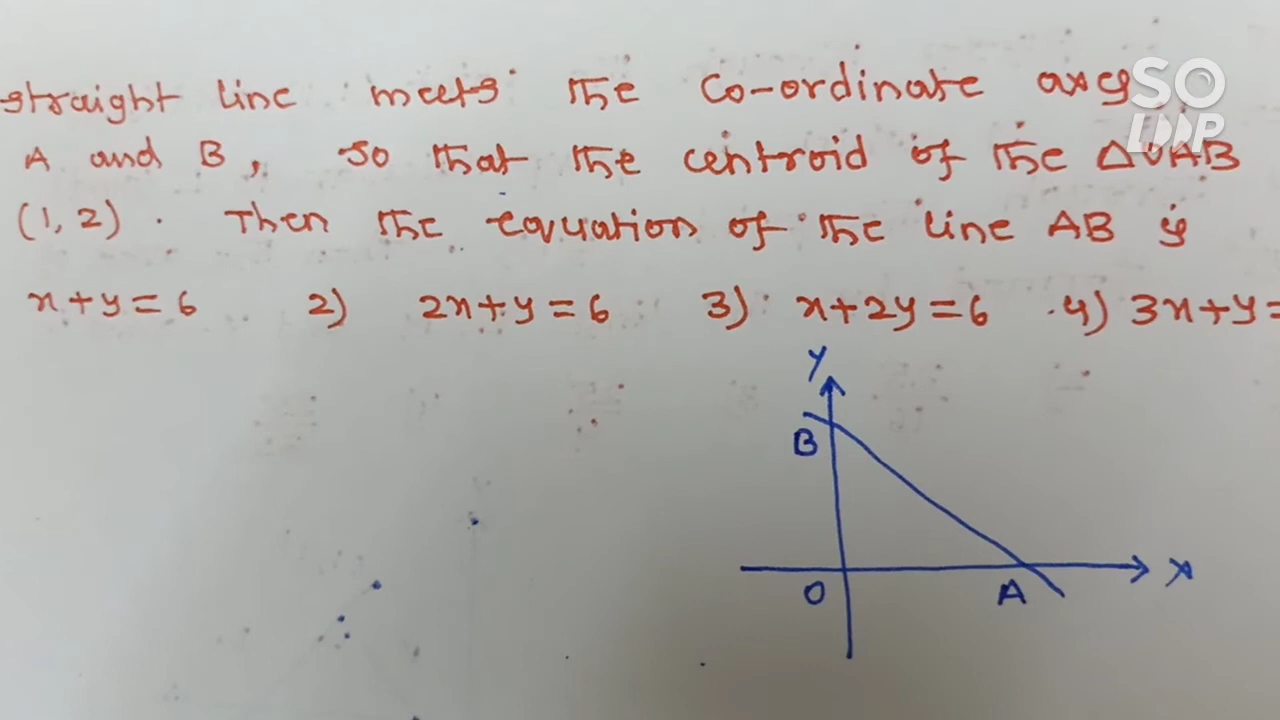 straight line meets the co-ordinate axes
A and B, so that the centroid of the ΔOAB
(1,2). Then the equation of the line AB is
x+y=6 2) 2x+y=6 3) x+2y=6 4) 3x+y=
Y
B
O A X
SO
LOOP